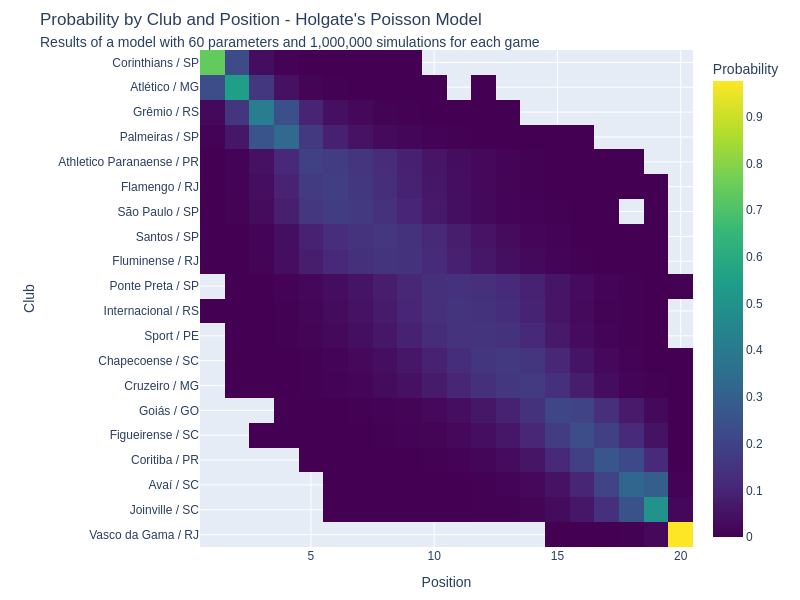 Probability by Club and Position - Holgate's Poisson Model
Results of a model with 60 parameters and 1,000,000 simulations for each game
Probability
Club
Corinthians / SP
Atlético / MG
Grêmio / RS
Palmeiras / SP
Athletico Paranaense / PR
Flamengo / RJ
São Paulo / SP
Santos / SP
Fluminense / RJ
Ponte Preta / SP
Internacional / RS
Sport / PE
Chapecoense / SC
Cruzeiro / MG
Goiás / GO
Figueirense / SC
Coritiba / PR
Avaí / SC
Joinville / SC
Vasco da Gama / RJ
5 10 15 20
Position
0.9
0.8
0.7
0.6
0.5
0.4
0.3
0.2
0.1
0